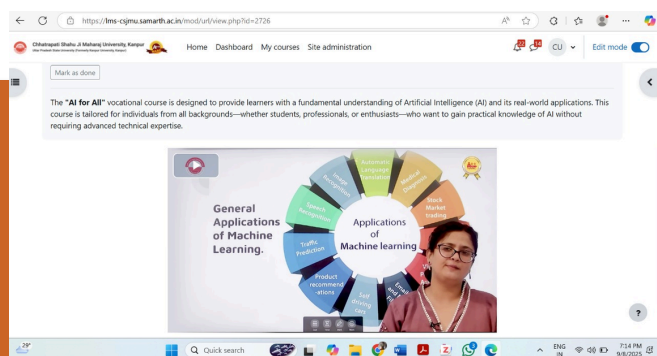 https://lms-csjmu.samarth.ac.in/mod/url/view.php?id=2726
Chhatrapati Shahu Ji Maharaj University, Kanpur
Home Dashboard My courses Site administration
CU
Edit mode
Mark as done
The "AI for All" vocational course is designed to provide learners with a fundamental understanding of Artificial Intelligence (AI) and its real-world applications. This
course is tailored for individuals from all backgrounds—whether students, professionals, or enthusiasts—who want to gain practical knowledge of AI without
requiring advanced technical expertise.
General
Applications
of Machine
Learning.
Applications
of
Machine learning
Automatic
Language
Translation
Medical
Diagnosis
Stock
Market
trading
Email
and
Self
driving
cars
Product
recommend
-ations
Traffic
Prediction
Speech
Recognition
Image
Recognition
?
29°
Quick search
ENG
IN
7:14 PM
9/8/2025